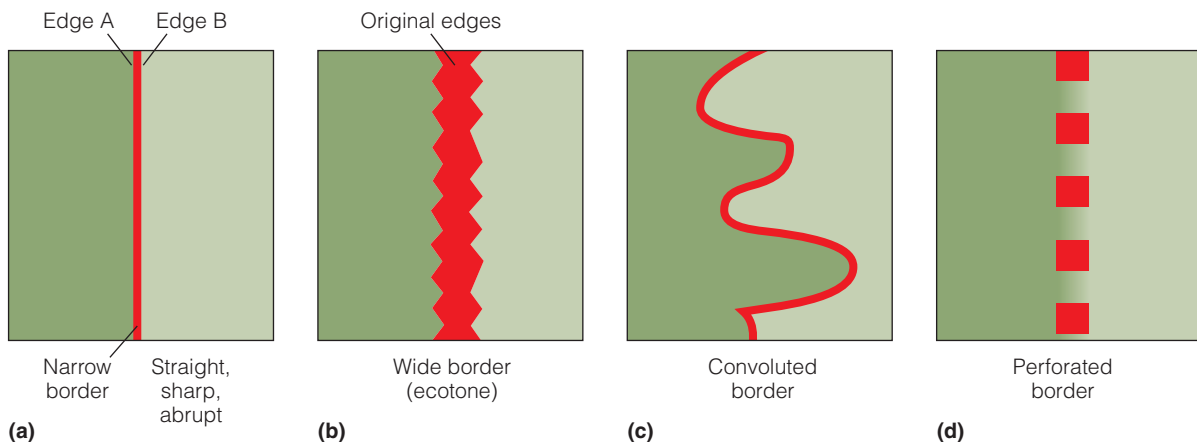 Edge A
Edge B
Original edges
Narrow
border
Straight,
sharp,
abrupt
Wide border
(ecotone)
Convoluted
border
Perforated
border
(a)
(b)
(c)
(d)